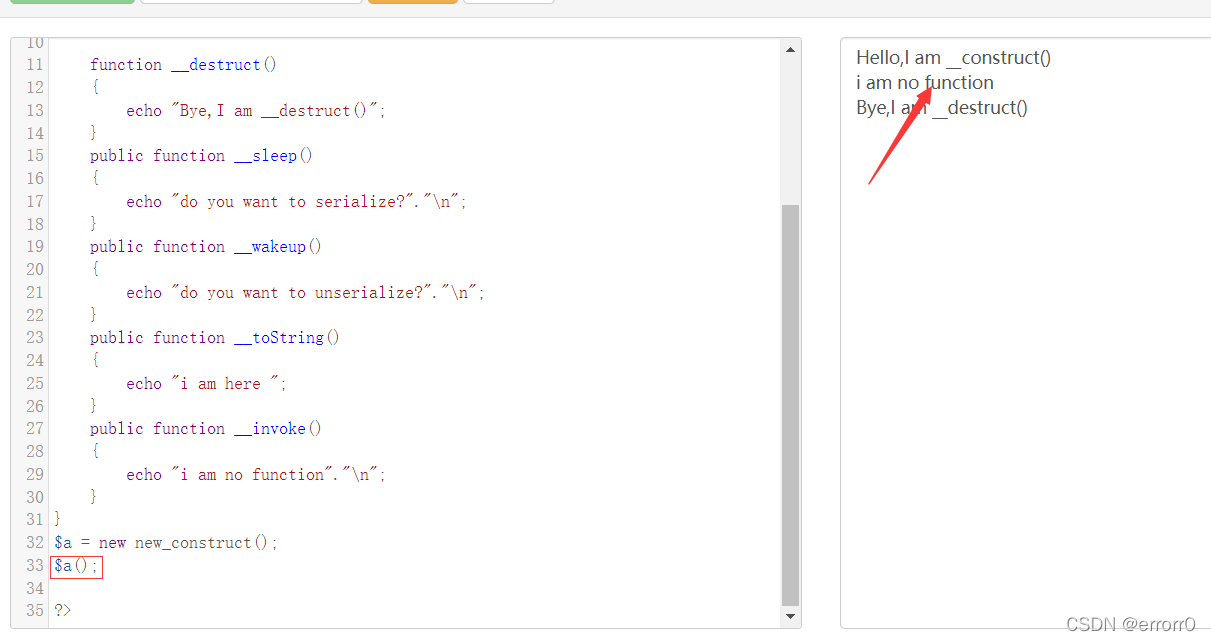 10
11 function __destruct()
12 {
13 echo "Bye,I am __destruct()";
14 }
15 public function __sleep()
16 {
17 echo "do you want to serialize?"."\n";
18 }
19 public function __wakeup()
20 {
21 echo "do you want to unserialize?"."\n";
22 }
23 public function __toString()
24 {
25 echo "i am here ";
26 }
27 public function __invoke()
28 {
29 echo "i am no function"."\n";
30 }
31 }
32 $a = new new_construct();
33 $a();
34
35 ?>
Hello,I am __construct()
i am no function
Bye,I am __destruct()
CSDN @errorr0